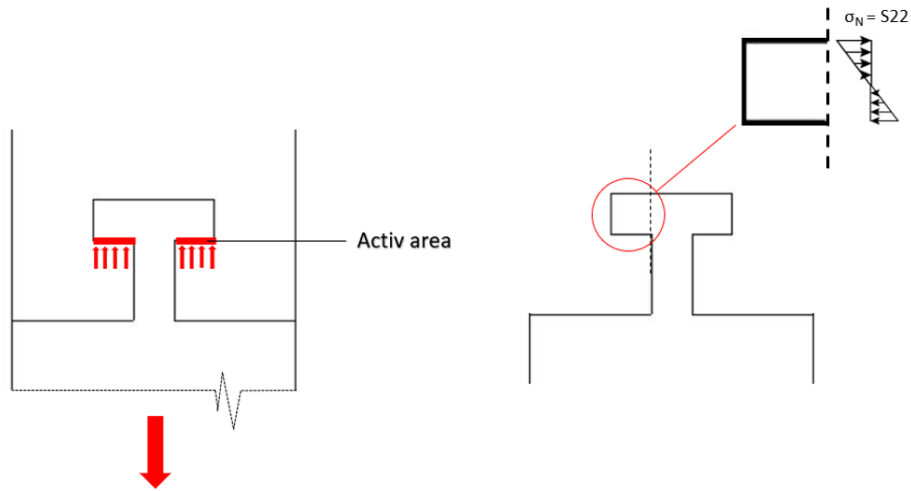 σN = S22
Activ area